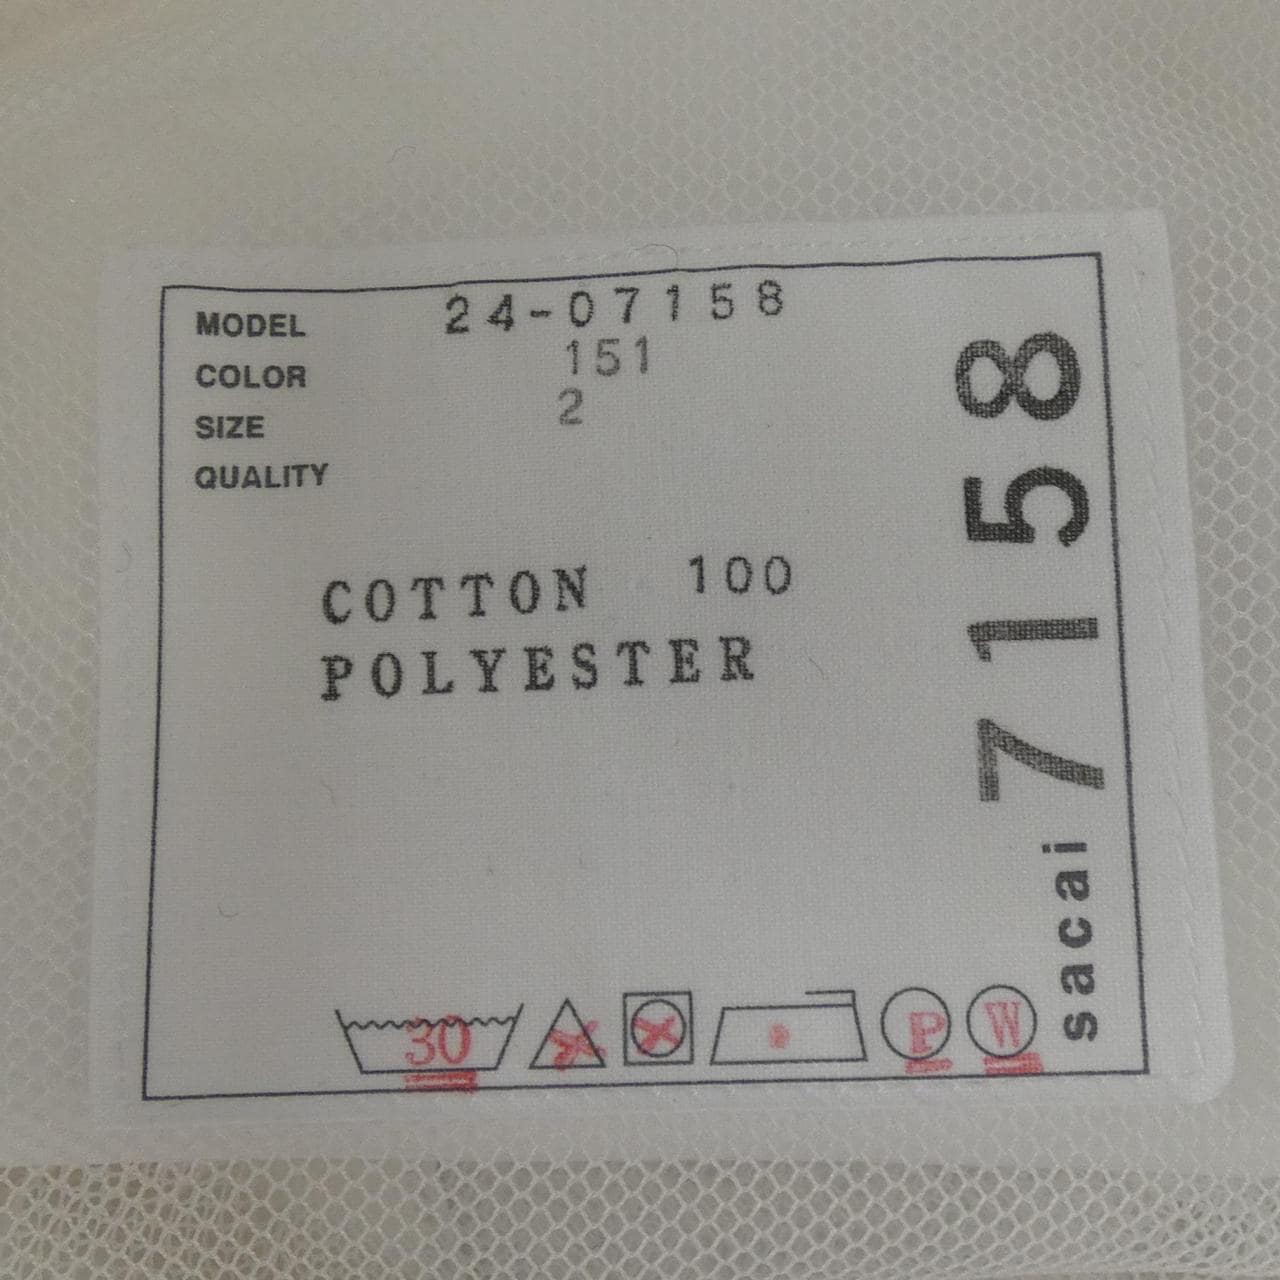 MODEL 24-07158
COLOR 151
SIZE 2
QUALITY
COTTON 100
POLYESTER
30 P W
sacai 7158